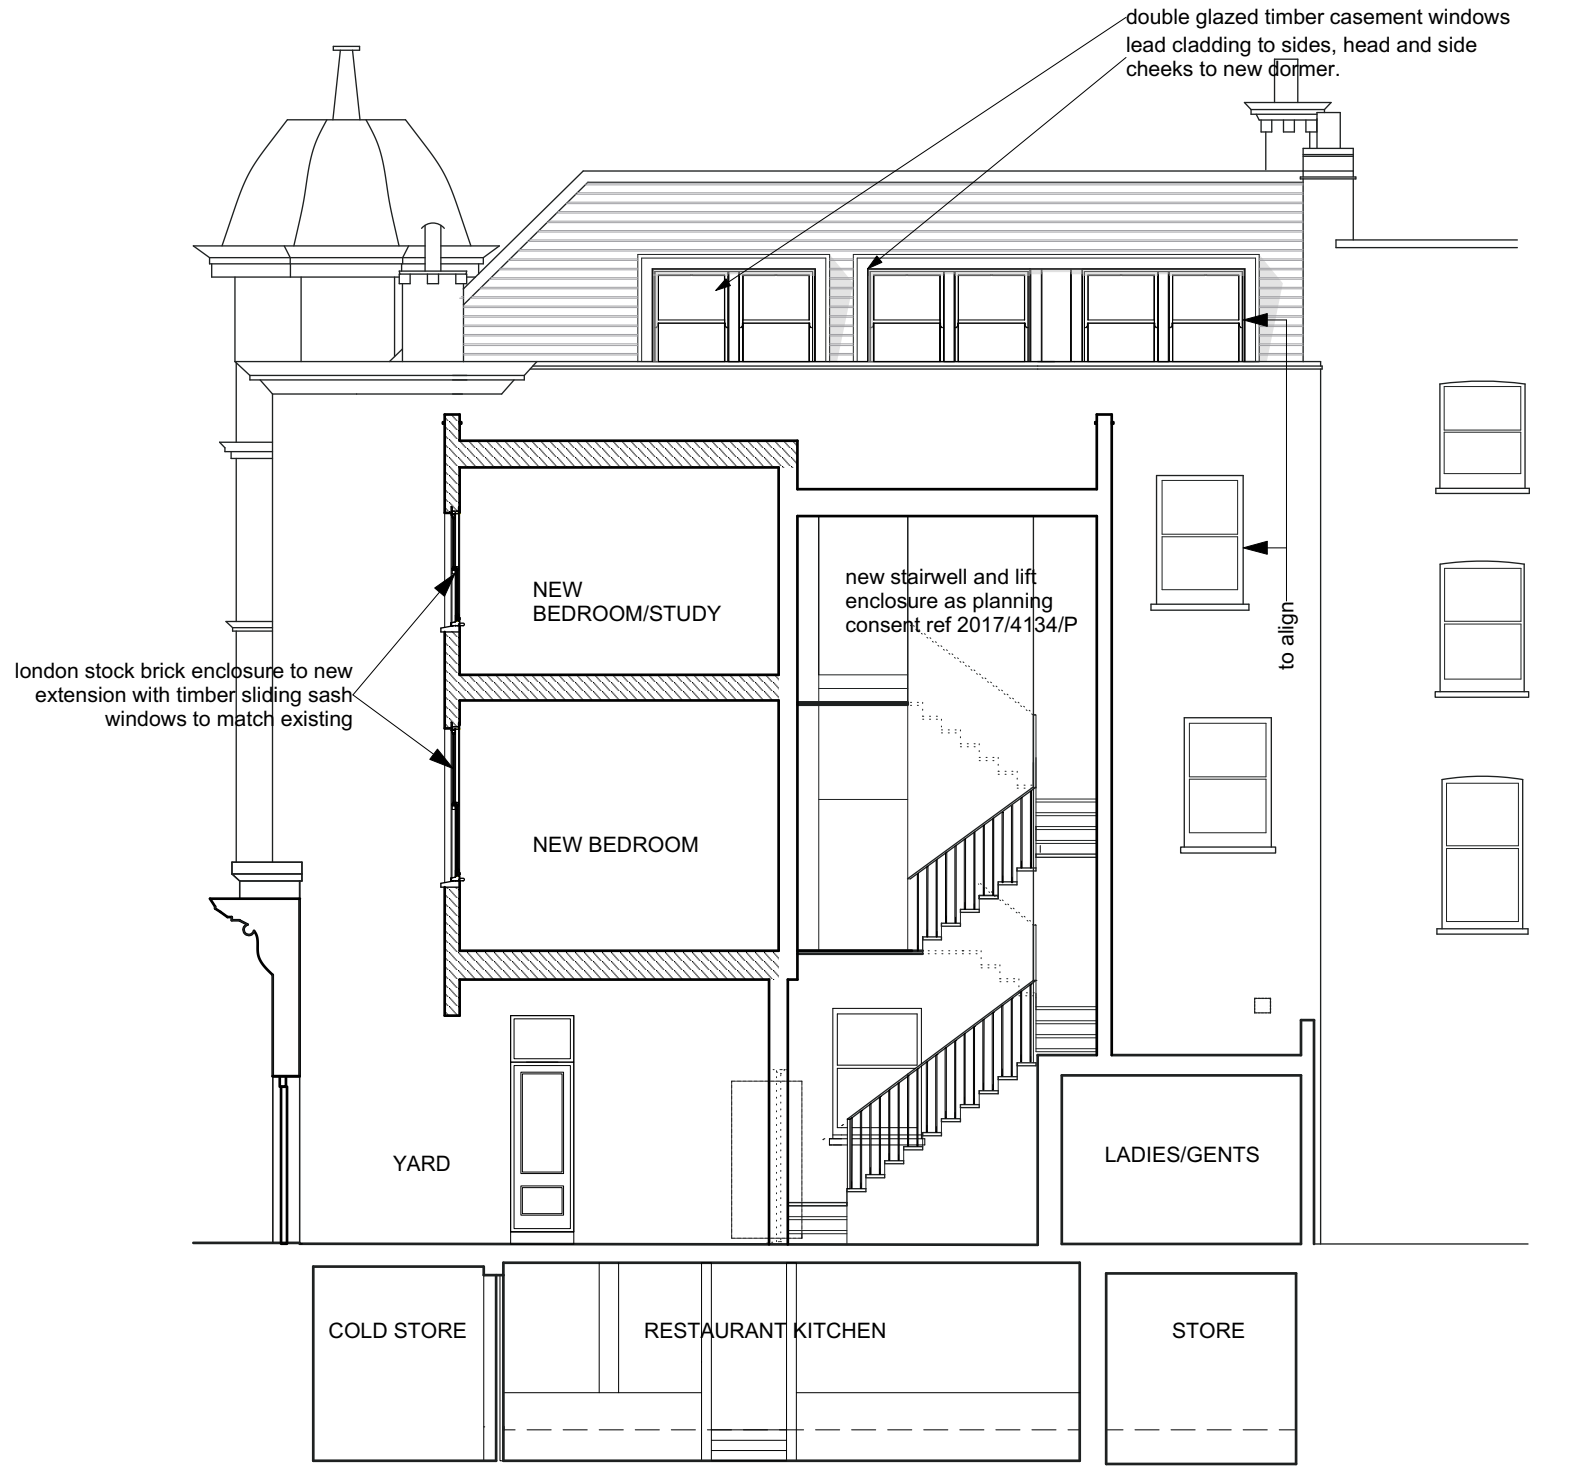 double glazed timber casement windows
lead cladding to sides, head and side
cheeks to new dormer.
NEW
BEDROOM/STUDY
new stairwell and lift
enclosure as planning
consent ref 2017/4134/P
to align
london stock brick enclosure to new
extension with timber sliding sash
windows to match existing
NEW BEDROOM
YARD
LADIES/GENTS
COLD STORE
RESTAURANT KITCHEN
STORE